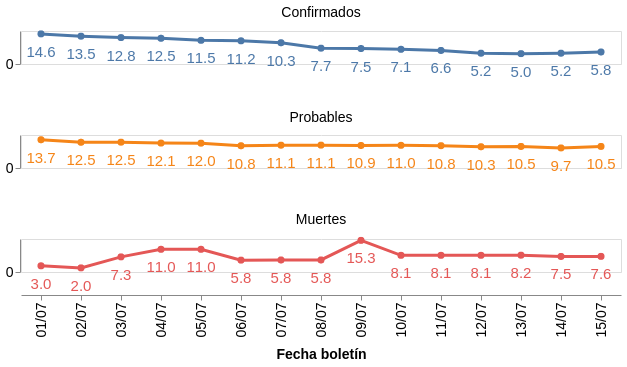 Confirmados
0
14.6 13.5 12.8 12.5 11.5 11.2 10.3 7.7 7.5 7.1 6.6 5.2 5.0 5.2 5.8
Probables
0
13.7 12.5 12.5 12.1 12.0 10.8 11.1 11.1 10.9 11.0 10.8 10.3 10.5 9.7 10.5
Muertes
0
3.0 2.0 7.3 11.0 11.0 5.8 5.8 5.8 15.3 8.1 8.1 8.1 8.2 7.5 7.6
01/07 02/07 03/07 04/07 05/07 06/07 07/07 08/07 09/07 10/07 11/07 12/07 13/07 14/07 15/07
Fecha boletín